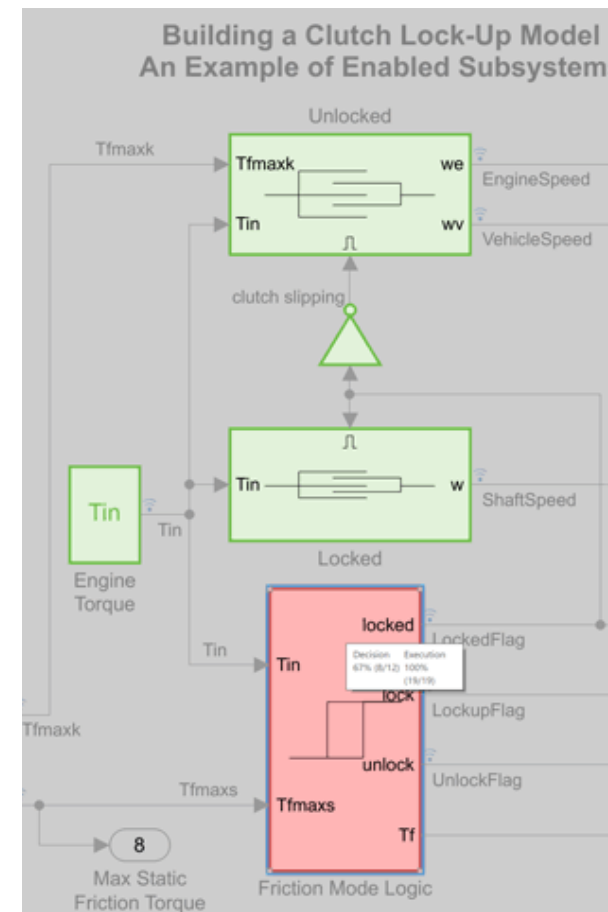 Building a Clutch Lock-Up Model
An Example of Enabled Subsystem
Unlocked
Tfmaxk
Tfmaxk
we
EngineSpeed
Tin
wv
VehicleSpeed
clutch slipping
Tin
w
ShaftSpeed
Locked
Tin
Tin
Engine
Torque
locked
LockedFlag
Decision Execution
67% (8/12) 100%
(19/19)
Tin
Tin
lock
LockupFlag
Tfmaxk
unlock
UnlockFlag
Tfmaxs
Tfmaxs
Tf
8
Max Static
Friction Torque
Friction Mode Logic